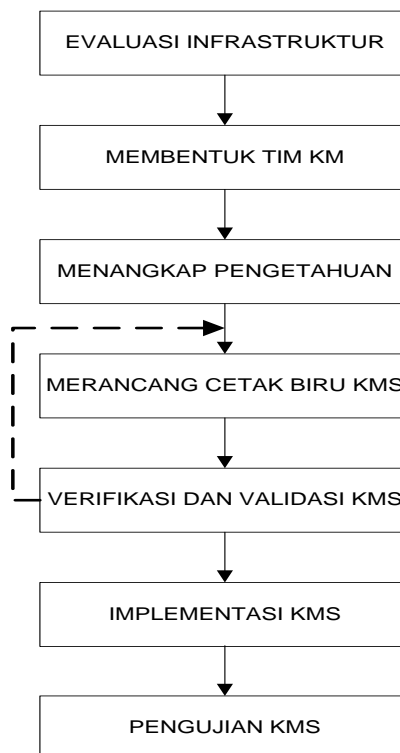 EVALUASI INFRASTRUKTUR
MEMBENTUK TIM KM
MENANGKAP PENGETAHUAN
MERANCANG CETAK BIRU KMS
VERIFIKASI DAN VALIDASI KMS
IMPLEMENTASI KMS
PENGUJIAN KMS